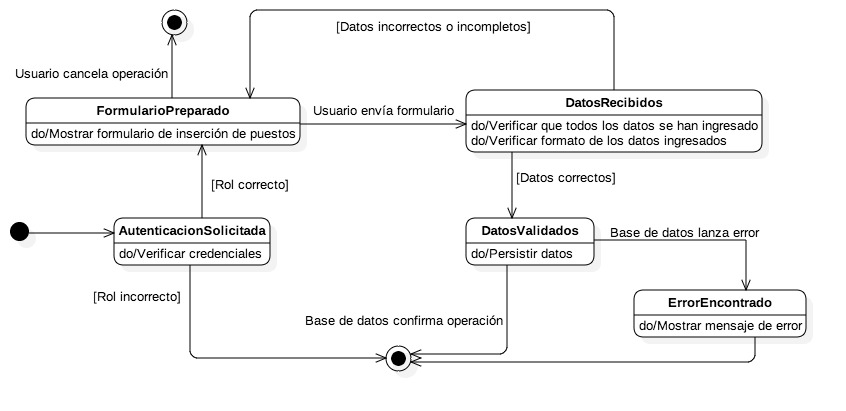 [Datos incorrectos o incompletos]
Usuario cancela operación
FormularioPreparado
do/Mostrar formulario de inserción de puestos
Usuario envía formulario
DatosRecibidos
do/Verificar que todos los datos se han ingresado
do/Verificar formato de los datos ingresados
[Rol correcto]
[Datos correctos]
AutenticacionSolicitada
do/Verificar credenciales
DatosValidados
do/Persistir datos
Base de datos lanza error
[Rol incorrecto]
Base de datos confirma operación
ErrorEncontrado
do/Mostrar mensaje de error